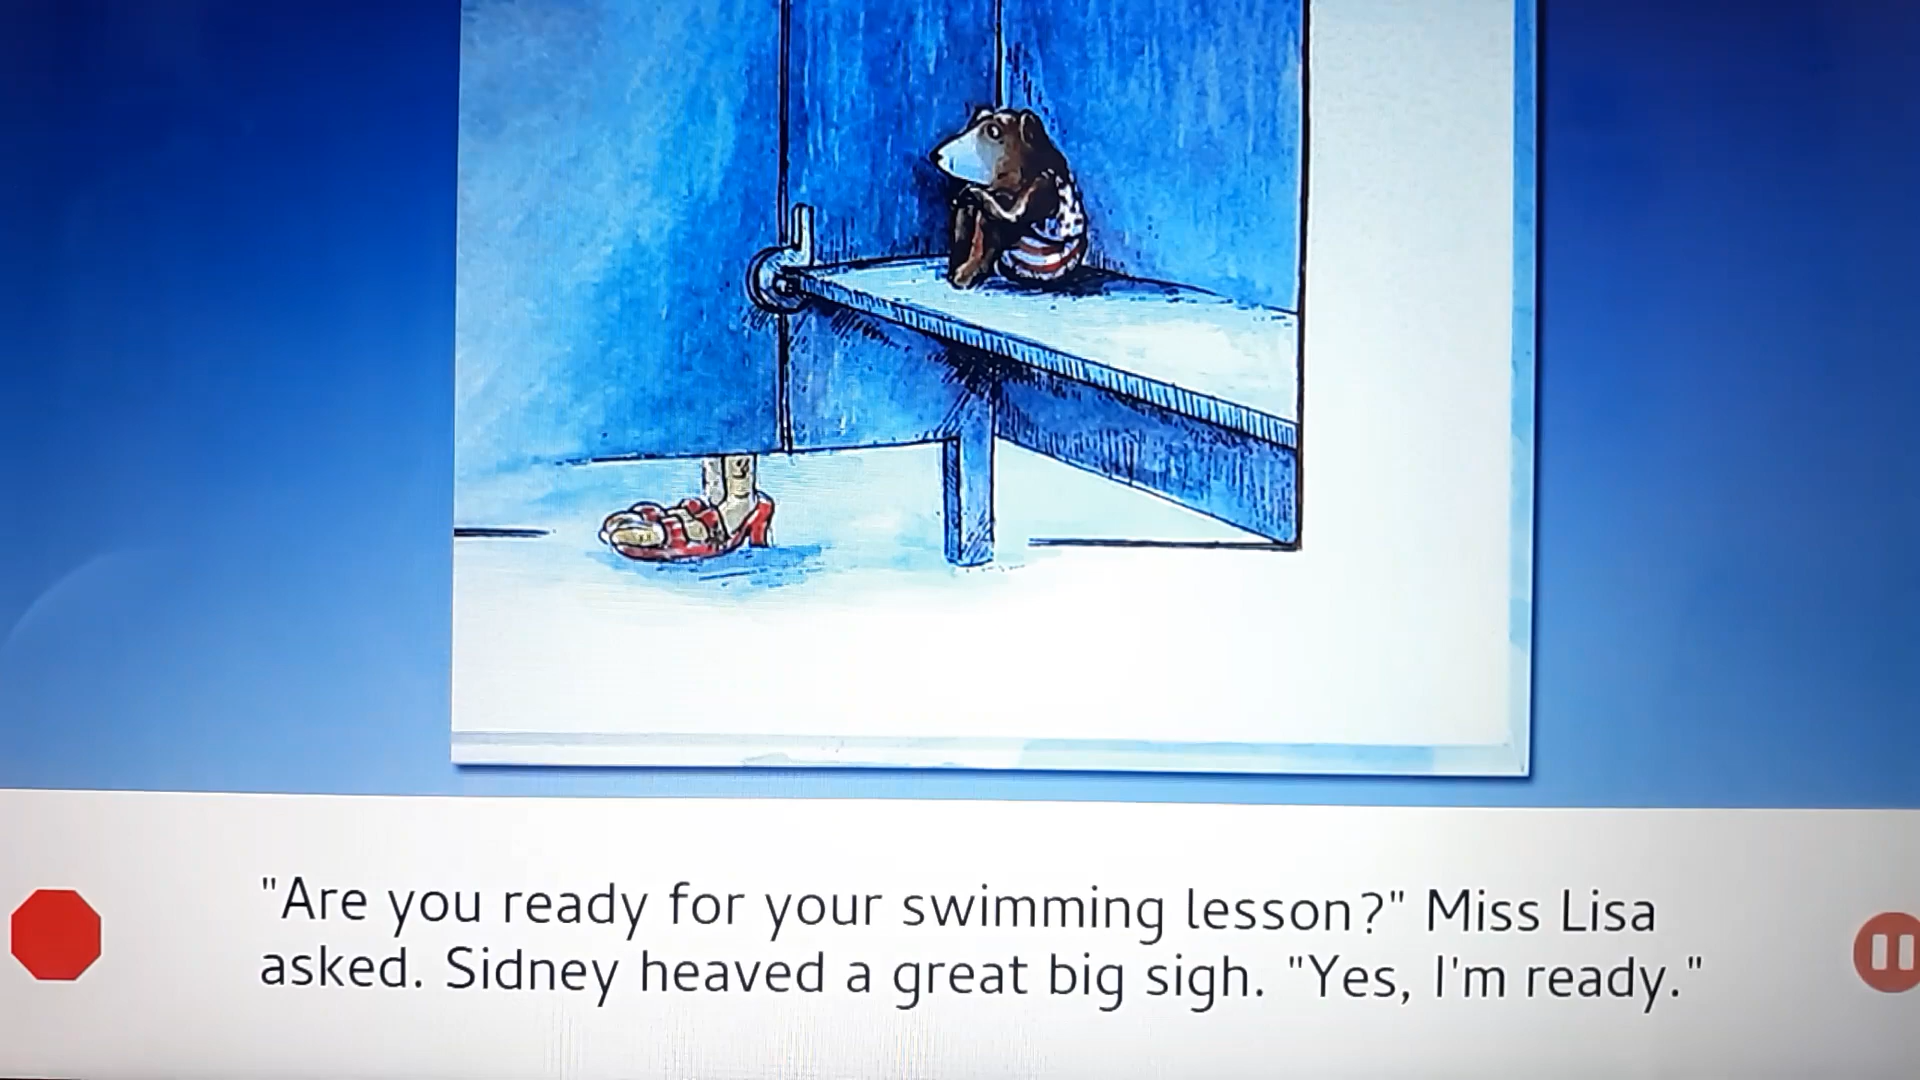 "Are you ready for your swimming lesson?" Miss Lisa
asked. Sidney heaved a great big sigh. "Yes, I'm ready."